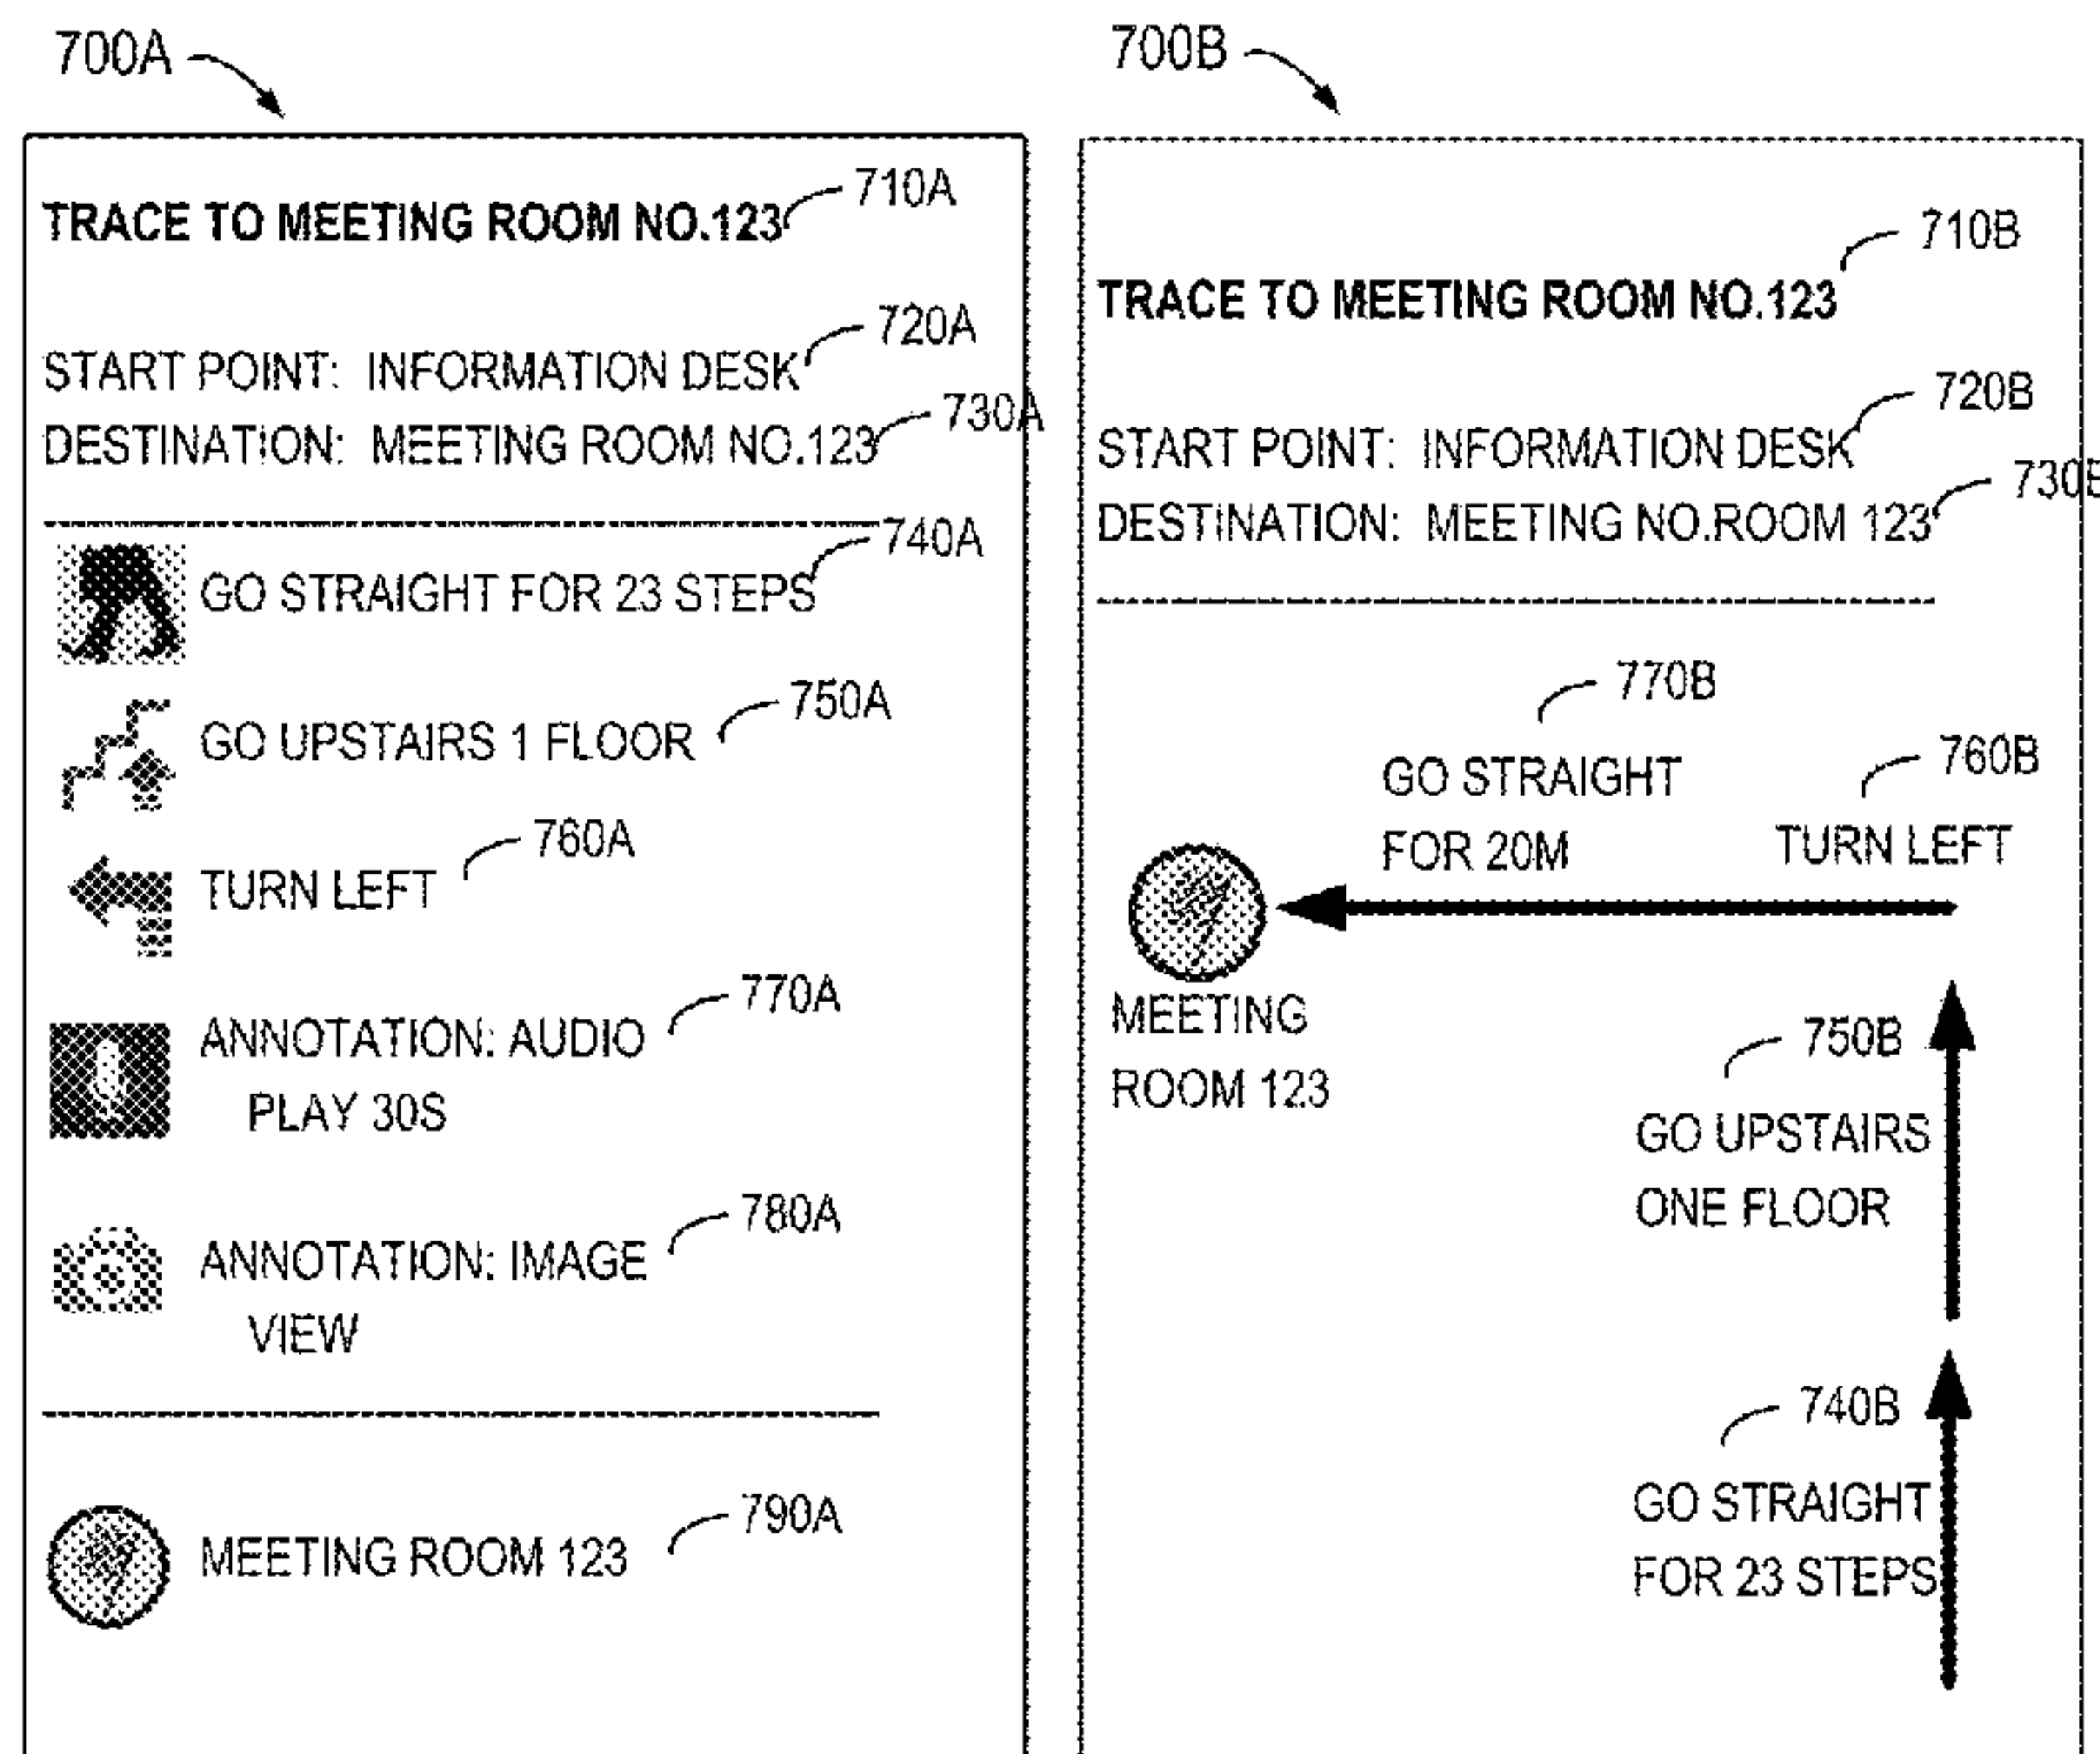 700A
710A
TRACE TO MEETING ROOM NO.123
720A
START POINT: INFORMATION DESK
730A
DESTINATION: MEETING ROOM NO.123
740A
GO STRAIGHT FOR 23 STEPS
750A
GO UPSTAIRS 1 FLOOR
760A
TURN LEFT
770A
ANNOTATION: AUDIO
PLAY 30S
780A
ANNOTATION: IMAGE
VIEW
790A
MEETING ROOM 123
700B
710B
TRACE TO MEETING ROOM NO.123
720B
START POINT: INFORMATION DESK
730B
DESTINATION: MEETING NO.ROOM 123
770B
GO STRAIGHT
FOR 20M
760B
TURN LEFT
MEETING
ROOM 123
750B
GO UPSTAIRS
ONE FLOOR
740B
GO STRAIGHT
FOR 23 STEPS